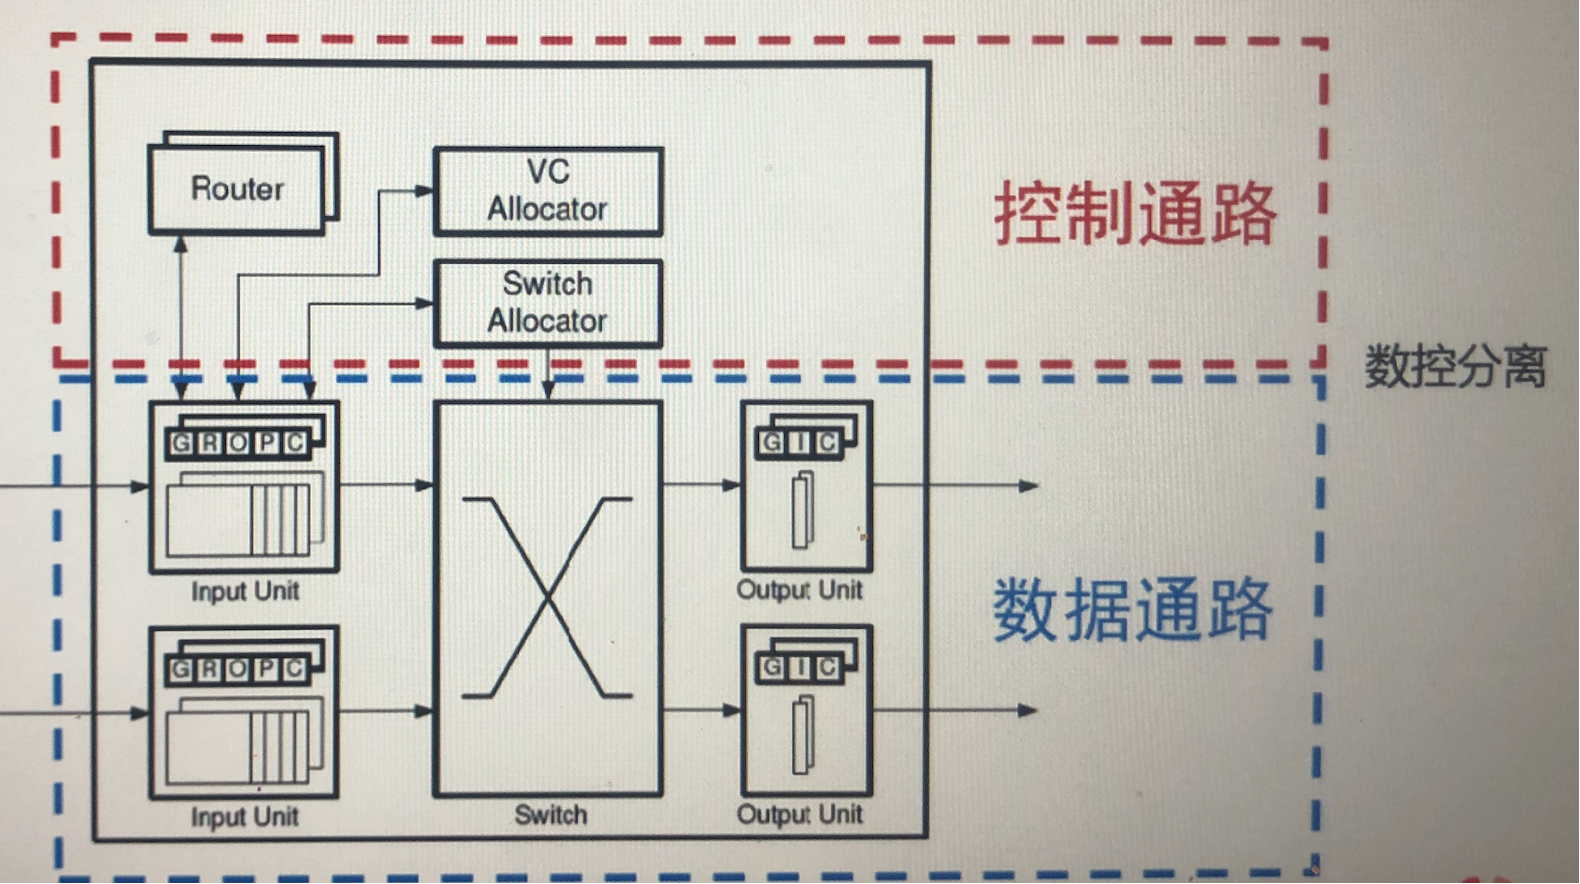 Router
VC
Allocator
Switch
Allocator
控制通路
数控分离
G R O P C
G I C
Input Unit
Output Unit
数据通路
G R O P C
G I C
Input Unit
Switch
Output Unit